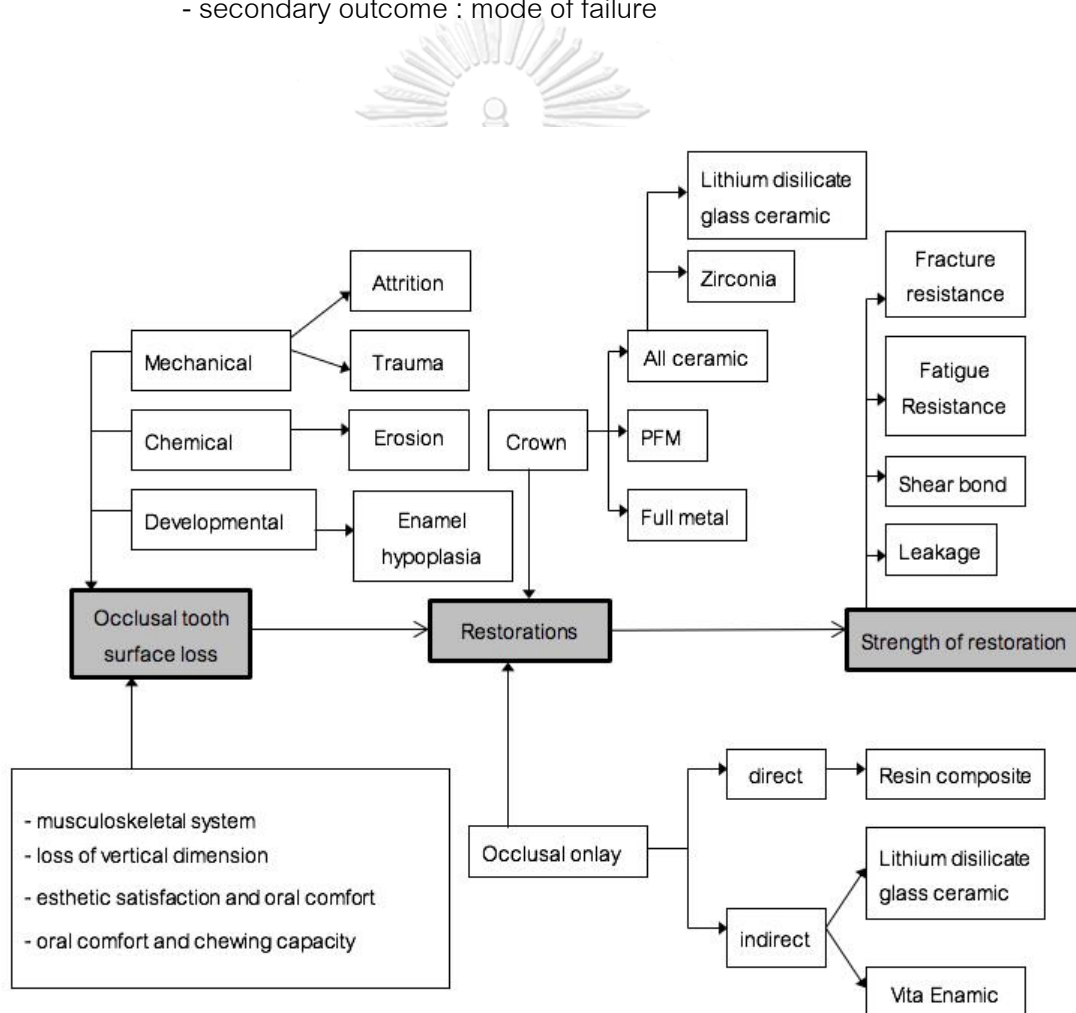 - secondary outcome : mode of failure
Lithium disilicate
glass ceramic
Zirconia
Fracture
resistance
Attrition
Mechanical
Trauma
All ceramic
Fatigue
Resistance
Chemical
Erosion
Crown
PFM
Shear bond
Developmental
Enamel
hypoplasia
Full metal
Leakage
Occlusal tooth
surface loss
Restorations
Strength of restoration
direct
Resin composite
- musculoskeletal system
- loss of vertical dimension
- esthetic satisfaction and oral comfort
- oral comfort and chewing capacity
Occlusal onlay
Lithium disilicate
glass ceramic
indirect
Vita Enamic